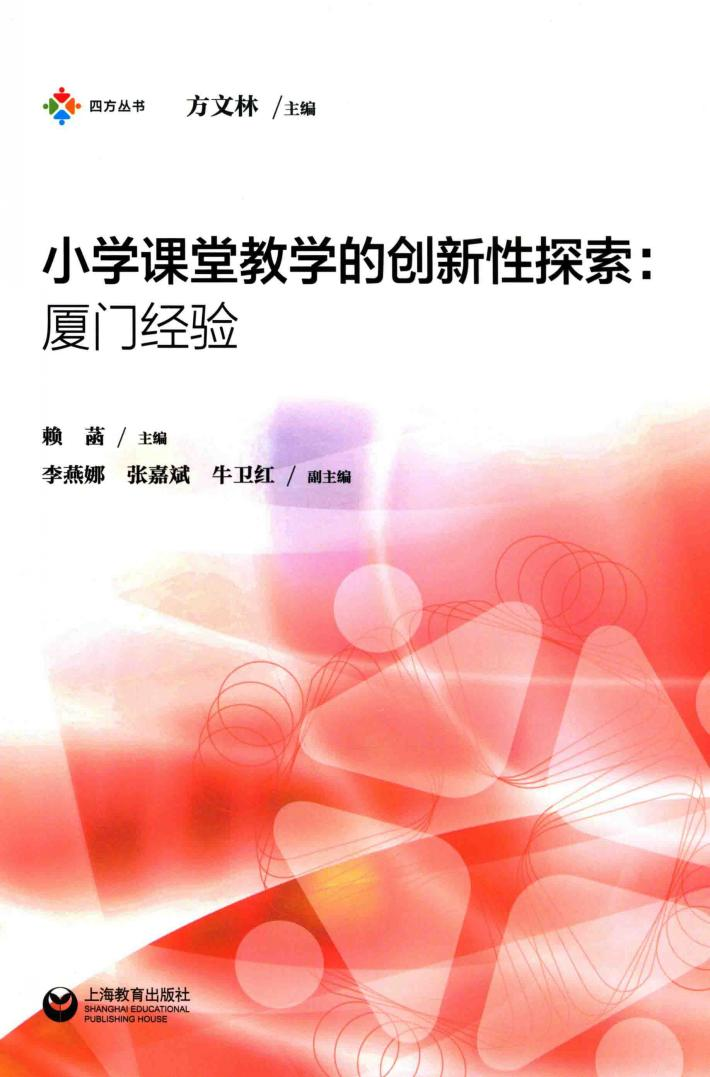 四方丛书 方文林 / 主编
小学课堂教学的创新性探索：
厦门经验
赖 菡 / 主编
李燕娜 张嘉斌 牛卫红 / 副主编
上海教育出版社
SHANGHAI EDUCATIONAL
PUBLISHING HOUSE